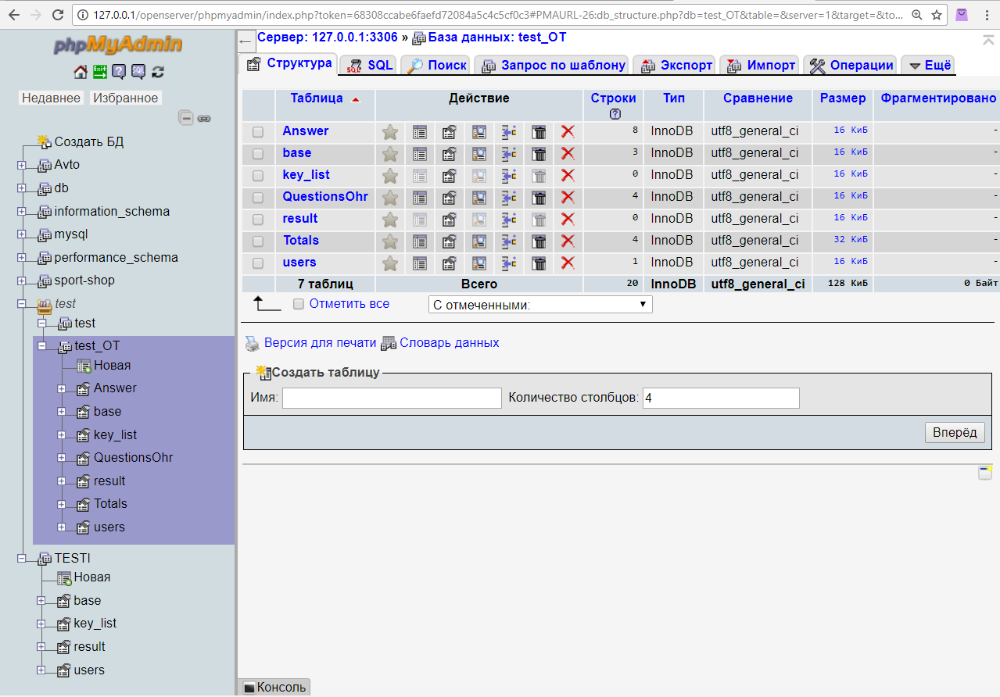 127.0.0.1/openserver/phpmyadmin/index.php?token=68308ccabe6faefd72084a5c4c5cf0c3#PMAURL-26:db_structure.php?db=test_OT&table=&server=1&target=&to...
phpMyAdmin
Exit
SQL
Недавнее Избранное
Создать БД
Avto
db
information_schema
mysql
performance_schema
sport-shop
test
test
test_OT
Новая
Answer
base
key_list
QuestionsOhr
result
Totals
users
TESTI
Новая
base
key_list
result
users
Сервер: 127.0.0.1:3306 » База данных: test_OT
Структура SQL Поиск Запрос по шаблону Экспорт Импорт Операции Ещё
Таблица Действие Строки Тип Сравнение Размер Фрагментировано
Answer 8 InnoDB utf8_general_ci 16 КиБ -
base 3 InnoDB utf8_general_ci 16 КиБ -
key_list 0 InnoDB utf8_general_ci 16 КиБ -
QuestionsOhr 4 InnoDB utf8_general_ci 16 КиБ -
result 0 InnoDB utf8_general_ci 16 КиБ -
Totals 4 InnoDB utf8_general_ci 32 КиБ -
users 1 InnoDB utf8_general_ci 16 КиБ -
7 таблиц Всего 20 InnoDB utf8_general_ci 128 КиБ 0 Байт
Отметить все С отмеченными:
Версия для печати Словарь данных
Создать таблицу
Имя: Количество столбцов: 4
Вперёд
Консоль